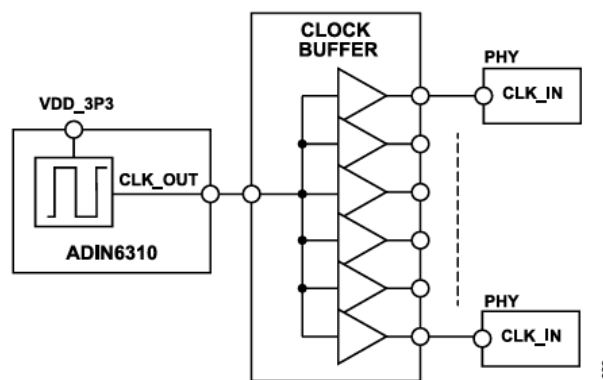 CLOCK
BUFFER
PHY
CLK_IN
VDD_3P3
CLK_OUT
ADIN6310
PHY
CLK_IN